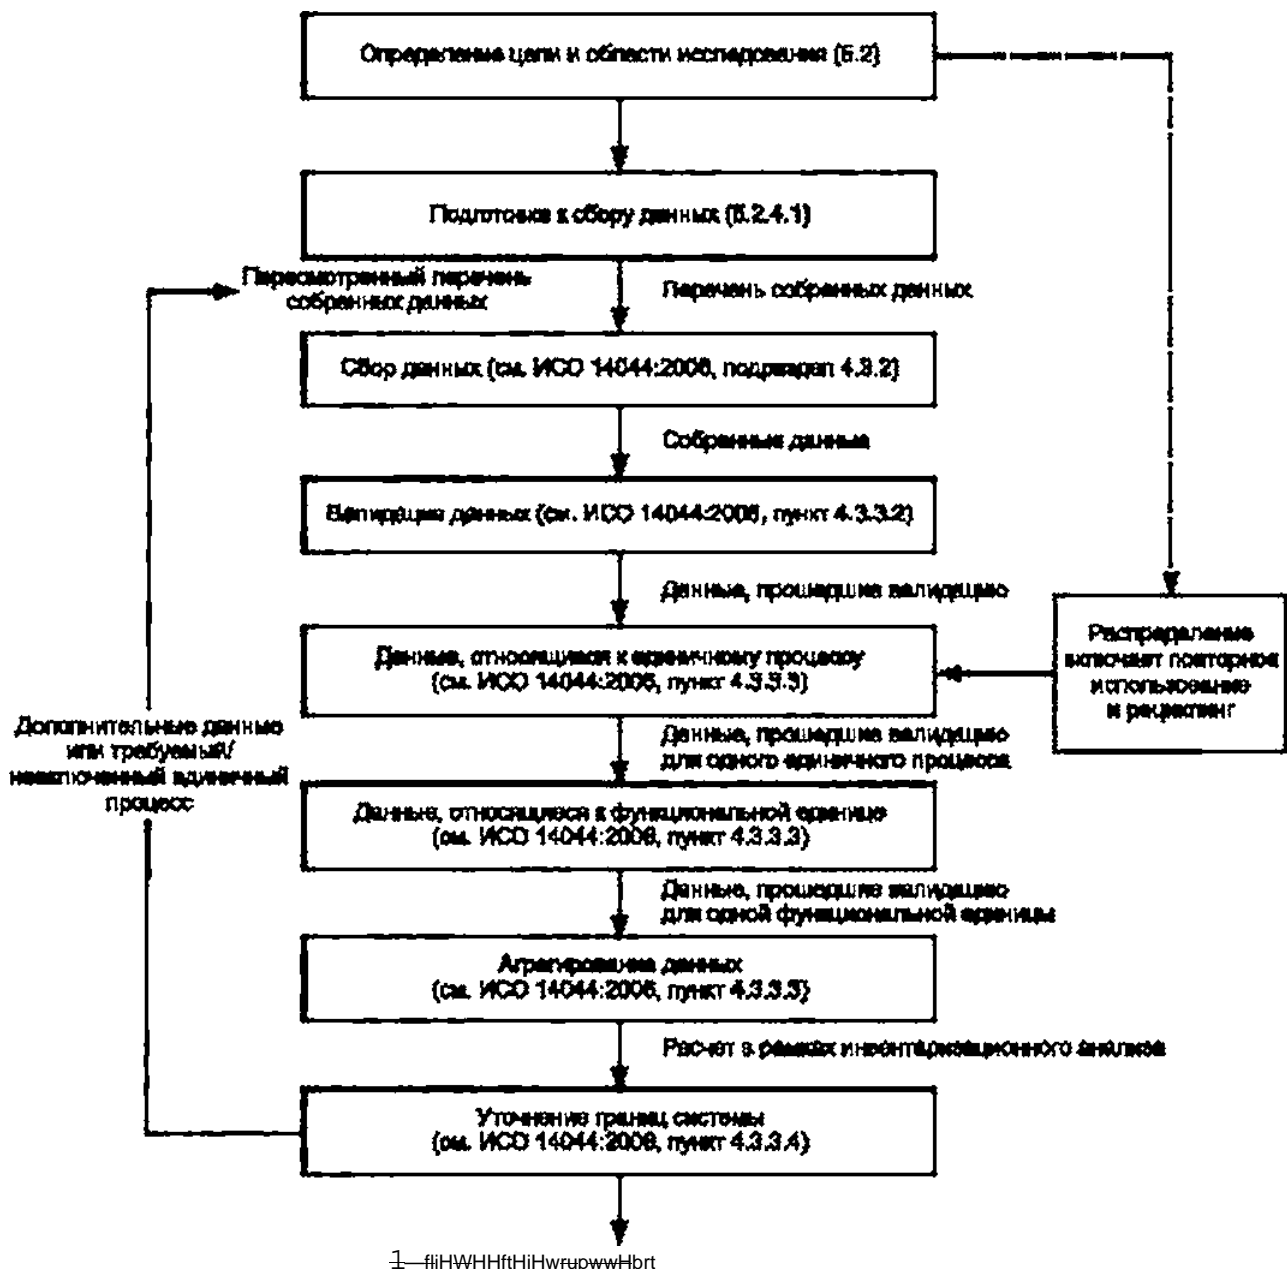 Определение цели и области исследования (5.2)
Подготовка к сбору данных (5.2.4.1)
Пересмотренный перечень
собранных данных
Перечень собранных данных
Сбор данных (см. ИСО 14044:2006, подраздел 4.3.2)
Собранные данные
Валидация данных (см. ИСО 14044:2006, пункт 4.3.3.2)
Данные, прошедшие валидацию
Данные, относящиеся к единичному процессу
(см. ИСО 14044:2006, пункт 4.3.3.3)
Распределение
включает повторное
использование
и рециклинг
Дополнительные данные
или требуемый/
невключенный единичный
процесс
Данные, прошедшие валидацию
для одного единичного процесса
Данные, относящиеся к функциональной единице
(см. ИСО 14044:2006, пункт 4.3.3.3)
Данные, прошедшие валидацию
для одной функциональной единицы
Агрегирование данных
(см. ИСО 14044:2006, пункт 4.3.3.3)
Расчет в рамках инвентаризационного анализа
Уточнение границ системы
(см. ИСО 14044:2006, пункт 4.3.3.4)